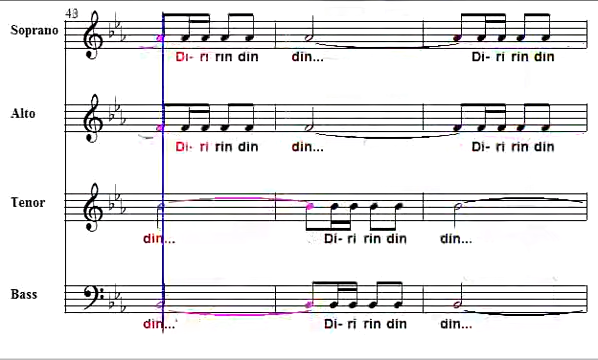 43
Soprano
Di- ri rin din din... Di- ri rin din
Alto
Di- ri rin din din... Di- ri rin din
Tenor
din... Di- ri rin din din...
Bass
din... Di- ri rin din din...